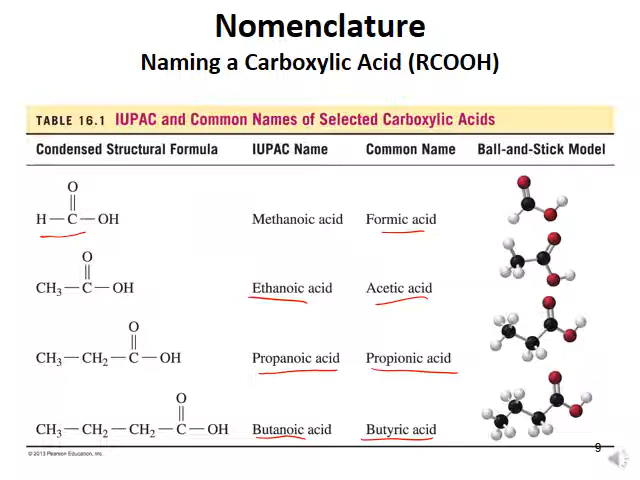 Nomenclature
Naming a Carboxylic Acid (RCOOH)
TABLE 16.1 IUPAC and Common Names of Selected Carboxylic Acids
Condensed Structural Formula IUPAC Name Common Name Ball-and-Stick Model
O
||
H — C — OH Methanoic acid Formic acid
O
||
CH₃ — C — OH Ethanoic acid Acetic acid
O
||
CH₃ — CH₂ — C — OH Propanoic acid Propionic acid
O
||
CH₃ — CH₂ — CH₂ — C — OH Butanoic acid Butyric acid
9
© 2013 Pearson Education, Inc.